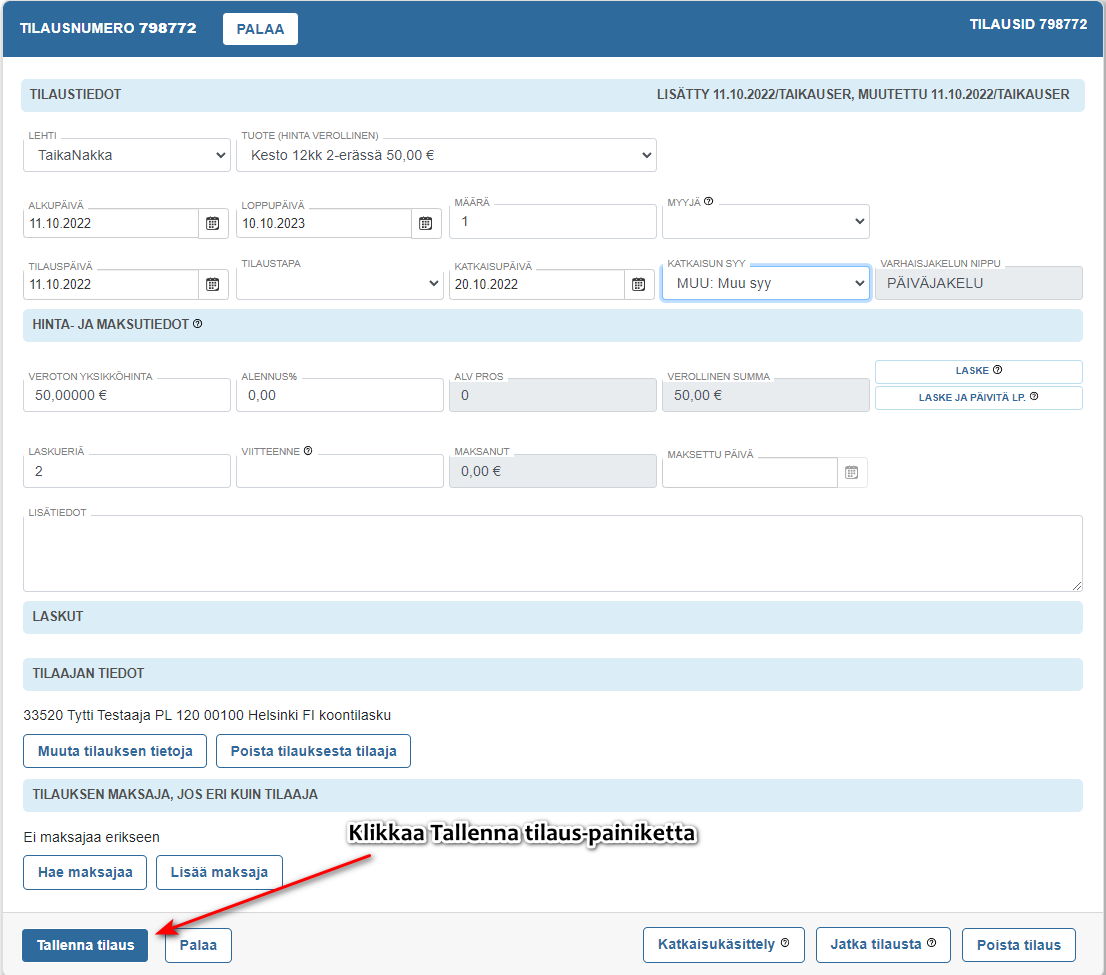 TILAUSNUMERO 798772 PALAA TILAUSID 798772
TILAUSTIEDOT LISÄTTY 11.10.2022/TAIKAUSER, MUUTETTU 11.10.2022/TAIKAUSER
LEHTI TUOTE (HINTA VEROLLINEN)
TaikaNakka Kesto 12kk 2-erässä 50,00 €
ALKUPÄIVÄ LOPPUPÄIVÄ MÄÄRÄ MYYJÄ
11.10.2022 10.10.2023 1
TILAUSPÄIVÄ TILAUSTAPA KATKAISUPÄIVÄ KATKAISUN SYY VARHAISJAKELUN NIPPU
11.10.2022 20.10.2022 MUU: Muu syy PÄIVÄJAKELU
HINTA- JA MAKSUTIEDOT
VEROTON YKSIKKÖHINTA ALENNUS% ALV PROS VEROLLINEN SUMMA LASKE
50,00000 € 0,00 0 50,00 € LASKE JA PÄIVITÄ LP.
LASKUERIÄ VIITTEENNE MAKSANUT MAKSETTU PÄIVÄ
2 0,00 €
LISÄTIEDOT
LASKUT
TILAAJAN TIEDOT
33520 Tytti Testaaja PL 120 00100 Helsinki FI koontilasku
Muuta tilauksen tietoja Poista tilauksesta tilaaja
TILAUKSEN MAKSAJA, JOS ERI KUIN TILAAJA
Klikkaa Tallenna tilaus-painiketta
Ei maksajaa erikseen
Hae maksajaa Lisää maksaja
Tallenna tilaus Palaa Katkaisukäsittely Jatka tilausta Poista tilaus